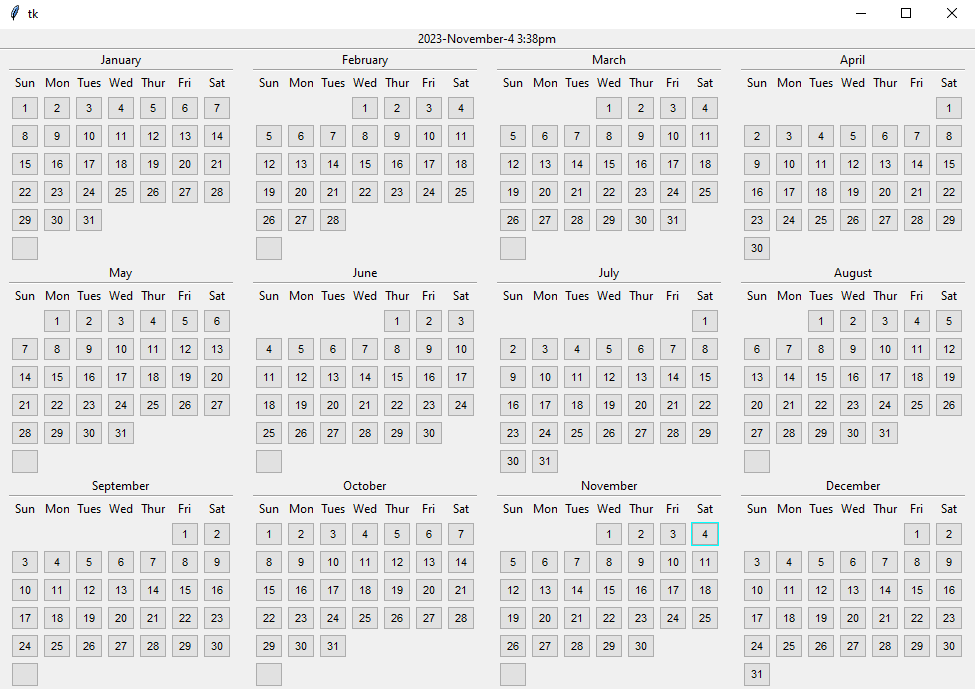 tk
2023-November-4 3:38pm
January February March April
Sun Mon Tues Wed Thur Fri Sat Sun Mon Tues Wed Thur Fri Sat Sun Mon Tues Wed Thur Fri Sat Sun Mon Tues Wed Thur Fri Sat
1 2 3 4 5 6 7 1 2 3 4 1 2 3 4 1
8 9 10 11 12 13 14 5 6 7 8 9 10 11 5 6 7 8 9 10 11 2 3 4 5 6 7 8
15 16 17 18 19 20 21 12 13 14 15 16 17 18 12 13 14 15 16 17 18 9 10 11 12 13 14 15
22 23 24 25 26 27 28 19 20 21 22 23 24 25 19 20 21 22 23 24 25 16 17 18 19 20 21 22
29 30 31 26 27 28 26 27 28 29 30 31 23 24 25 26 27 28 29
30
May June July August
Sun Mon Tues Wed Thur Fri Sat Sun Mon Tues Wed Thur Fri Sat Sun Mon Tues Wed Thur Fri Sat Sun Mon Tues Wed Thur Fri Sat
1 2 3 4 5 6 1 2 3 1 1 2 3 4 5
7 8 9 10 11 12 13 4 5 6 7 8 9 10 2 3 4 5 6 7 8 6 7 8 9 10 11 12
14 15 16 17 18 19 20 11 12 13 14 15 16 17 9 10 11 12 13 14 15 13 14 15 16 17 18 19
21 22 23 24 25 26 27 18 19 20 21 22 23 24 16 17 18 19 20 21 22 20 21 22 23 24 25 26
28 29 30 31 25 26 27 28 29 30 23 24 25 26 27 28 29 27 28 29 30 31
30 31
September October November December
Sun Mon Tues Wed Thur Fri Sat Sun Mon Tues Wed Thur Fri Sat Sun Mon Tues Wed Thur Fri Sat Sun Mon Tues Wed Thur Fri Sat
1 2 1 2 3 4 5 6 7 1 2 3 4 1 2
3 4 5 6 7 8 9 8 9 10 11 12 13 14 5 6 7 8 9 10 11 3 4 5 6 7 8 9
10 11 12 13 14 15 16 15 16 17 18 19 20 21 12 13 14 15 16 17 18 10 11 12 13 14 15 16
17 18 19 20 21 22 23 22 23 24 25 26 27 28 19 20 21 22 23 24 25 17 18 19 20 21 22 23
24 25 26 27 28 29 30 29 30 31 26 27 28 29 30 24 25 26 27 28 29 30
31